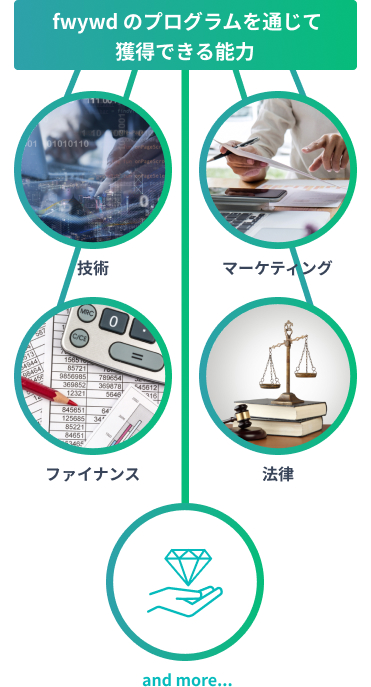 fwywd のプログラムを通じて
獲得できる能力
技術
マーケティング
ファイナンス
法律
and more...